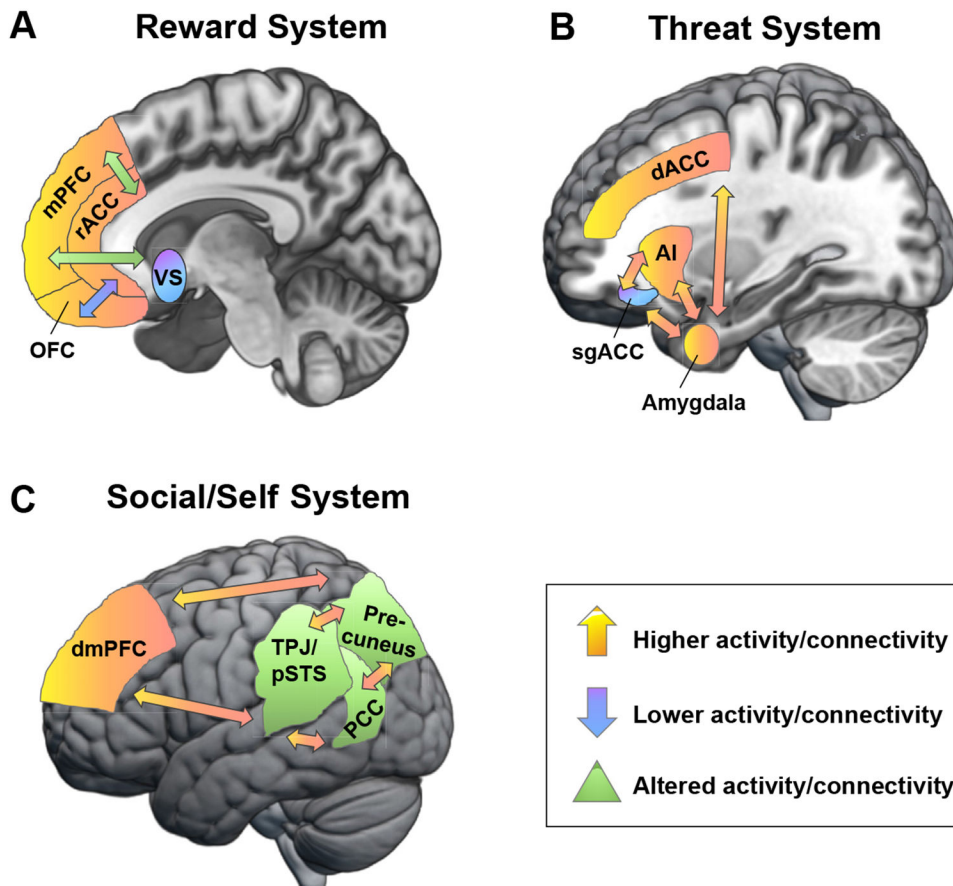 A
Reward System
mPFC
rACC
VS
OFC
B
Threat System
dACC
AI
sgACC
Amygdala
C
Social/Self System
dmPFC
TPJ/
pSTS
Pre-
cuneus
PCC
Higher activity/connectivity
Lower activity/connectivity
Altered activity/connectivity